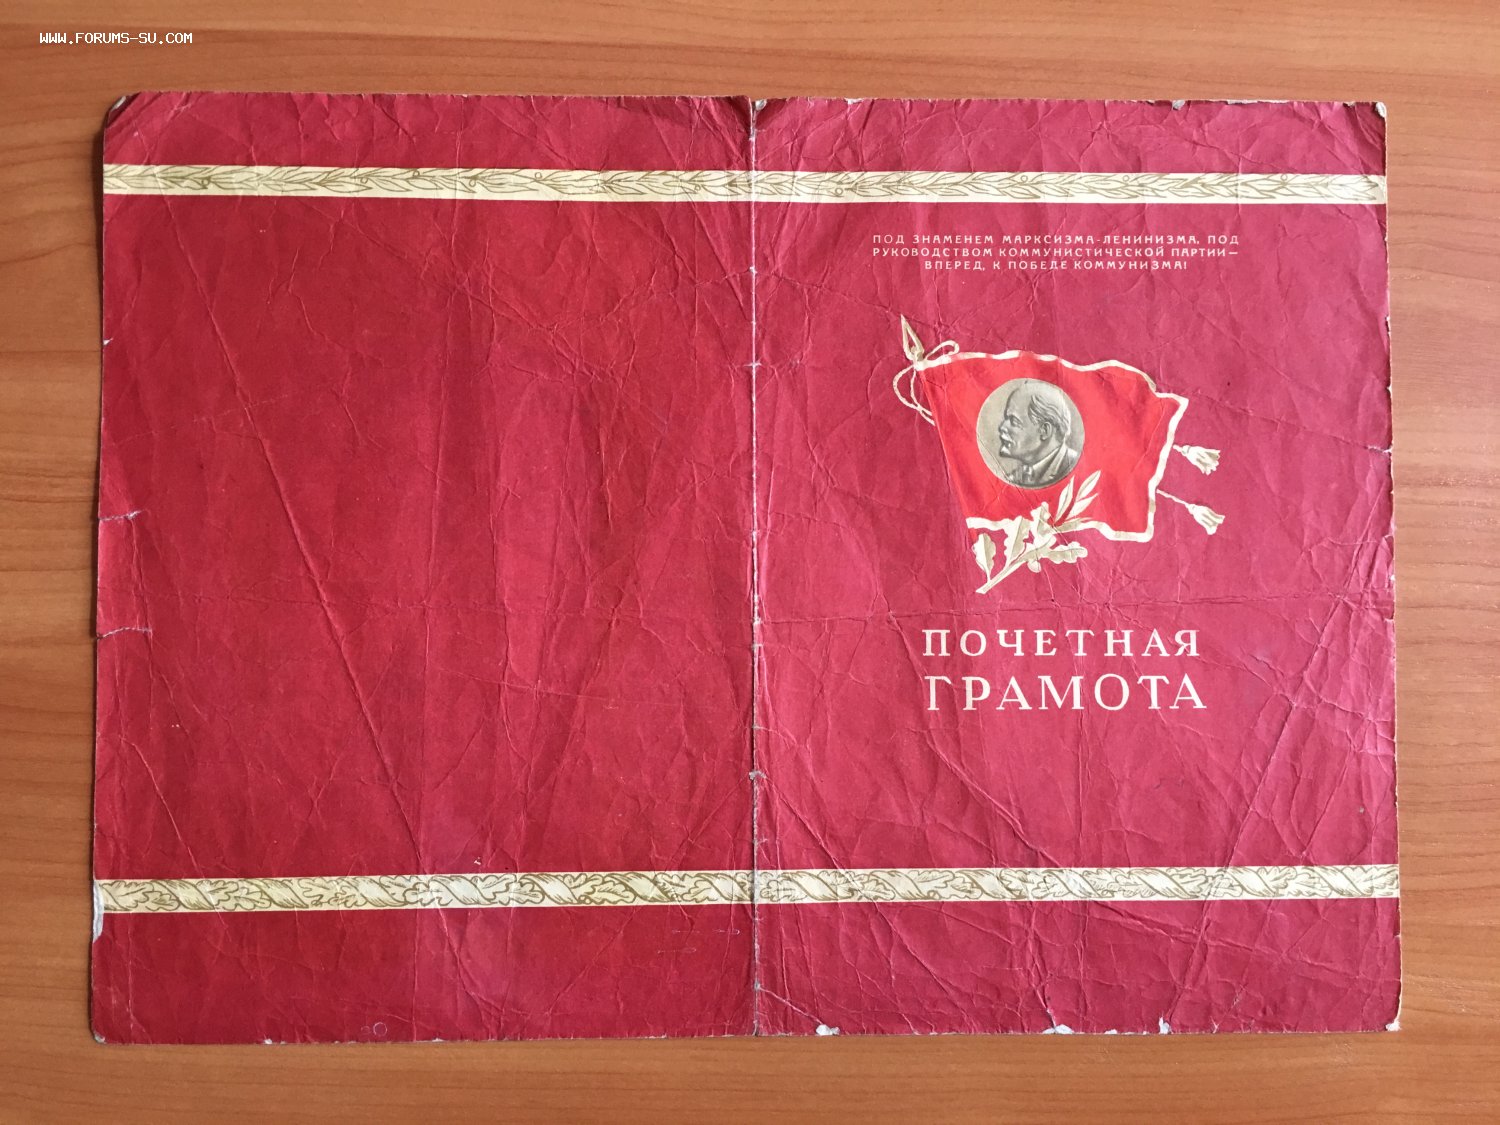 WWW.FORUMS-SU.COM
ПОД ЗНАМЕНЕМ МАРКСИЗМА-ЛЕНИНИЗМА, ПОД
РУКОВОДСТВОМ КОММУНИСТИЧЕСКОЙ ПАРТИИ—
ВПЕРЕД, К ПОБЕДЕ КОММУНИЗМА!
ПОЧЕТНАЯ
ГРАМОТА